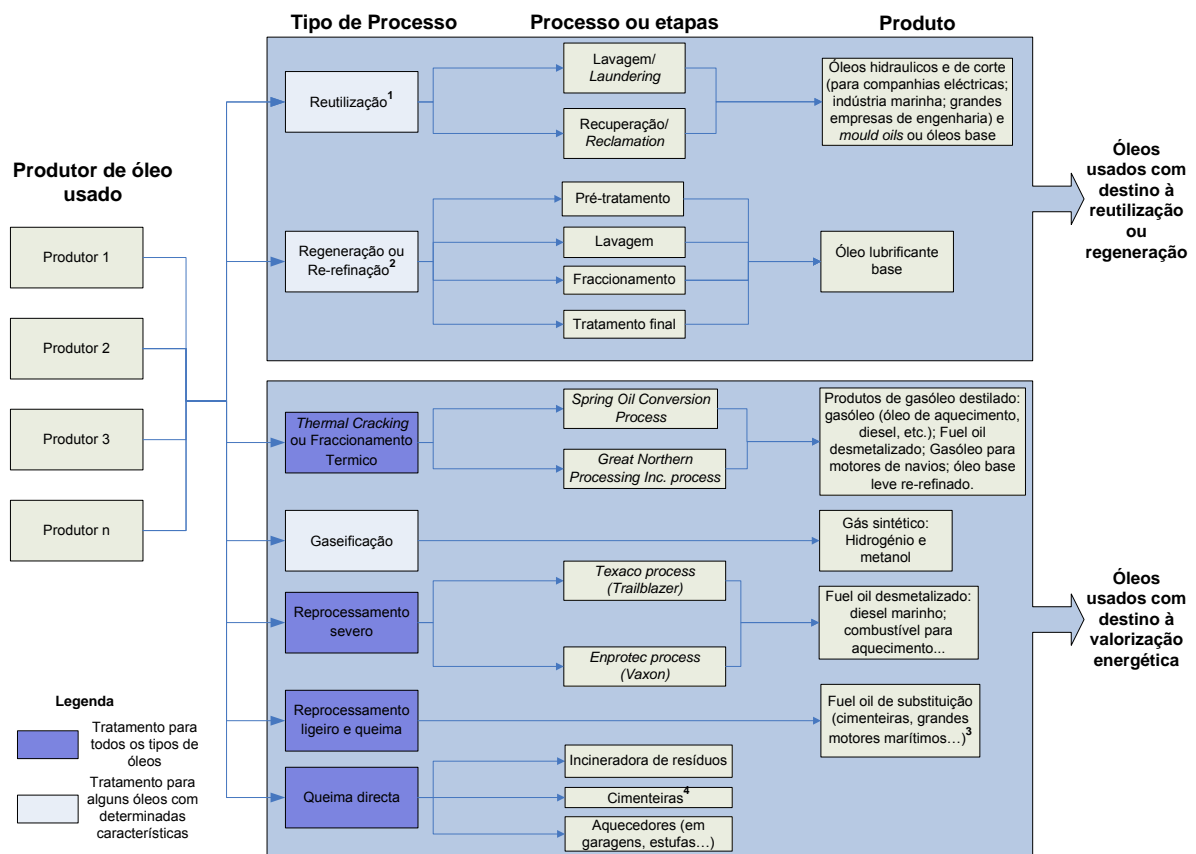 Tipo de Processo
Processo ou etapas
Produto
Produtor de óleo
usado
Produtor 1
Produtor 2
Produtor 3
Produtor n
Reutilização¹
Lavagem/
Laundering
Recuperação/
Reclamation
Óleos hidraulicos e de corte
(para companhias eléctricas;
indústria marinha; grandes
empresas de engenharia) e
mould oils ou óleos base
Regeneração ou
Re-refinação²
Pré-tratamento
Lavagem
Fraccionamento
Tratamento final
Óleo lubrificante
base
Óleos
usados com
destino à
reutilização
ou
regeneração
Thermal Cracking
ou Fraccionamento
Termico
Spring Oil Conversion
Process
Great Northern
Processing Inc. process
Produtos de gasóleo destilado:
gasóleo (óleo de aquecimento,
diesel, etc.); Fuel oil
desmetalizado; Gasóleo para
motores de navios; óleo base
leve re-refinado.
Gaseificação
Gás sintético:
Hidrogénio e
metanol
Reprocessamento
severo
Texaco process
(Trailblazer)
Enprotec process
(Vaxon)
Fuel oil desmetalizado:
diesel marinho;
combustível para
aquecimento...
Reprocessamento
ligeiro e queima
Fuel oil de substituição
(cimenteiras, grandes
motores marítimos…)³
Queima directa
Incineradora de resíduos
Cimenteiras⁴
Aquecedores (em
garagens, estufas…)
Óleos
usados com
destino à
valorização
energética
Legenda
Tratamento para
todos os tipos de
óleos
Tratamento para
alguns óleos com
determinadas
características